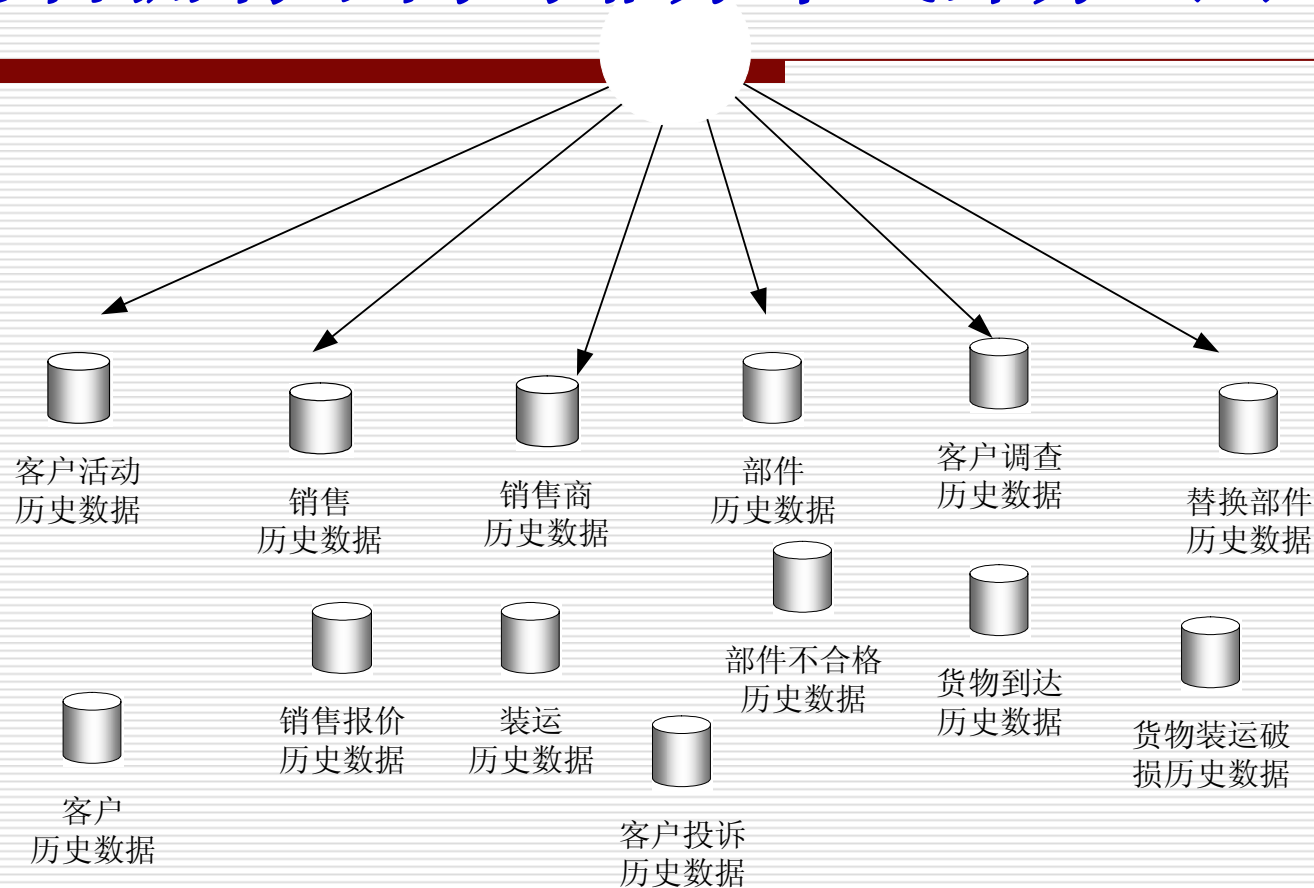 客户活动
历史数据
销售
历史数据
销售商
历史数据
部件
历史数据
客户调查
历史数据
替换部件
历史数据
客户
历史数据
销售报价
历史数据
装运
历史数据
客户投诉
历史数据
部件不合格
历史数据
货物到达
历史数据
货物装运破
损历史数据